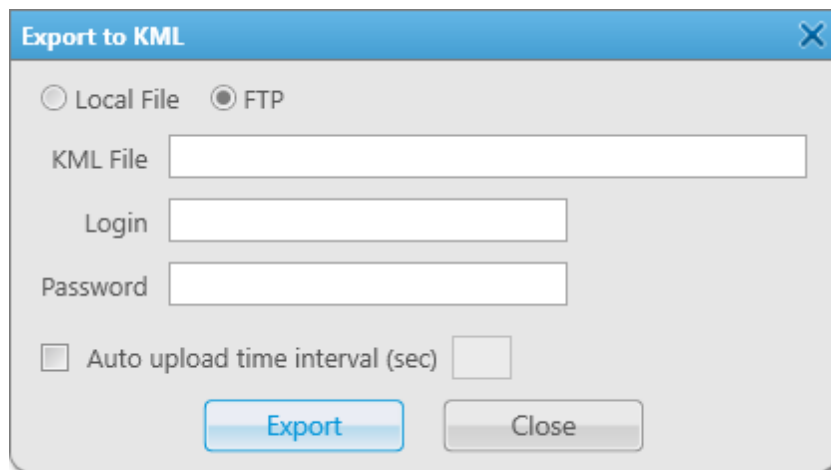 Export to KML
Local File FTP
KML File
Login
Password
Auto upload time interval (sec)
Export Close